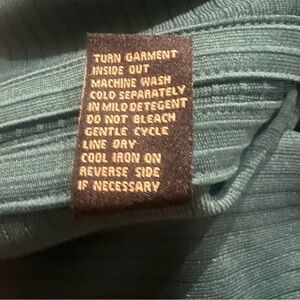 TURN GARMENT
INSIDE OUT
MACHINE WASH
COLD SEPARATELY
IN MILD DETEGENT
DO NOT BLEACH
GENTLE CYCLE
LINE DRY
COOL IRON ON
REVERSE SIDE
IF NECESSARY